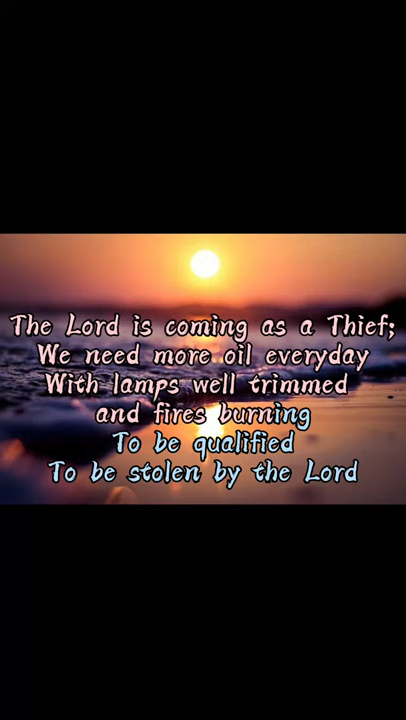 The Lord is coming as a Thief;
We need more oil everyday
With lamps well trimmed
and fires burning
To be qualified
To be stolen by the Lord